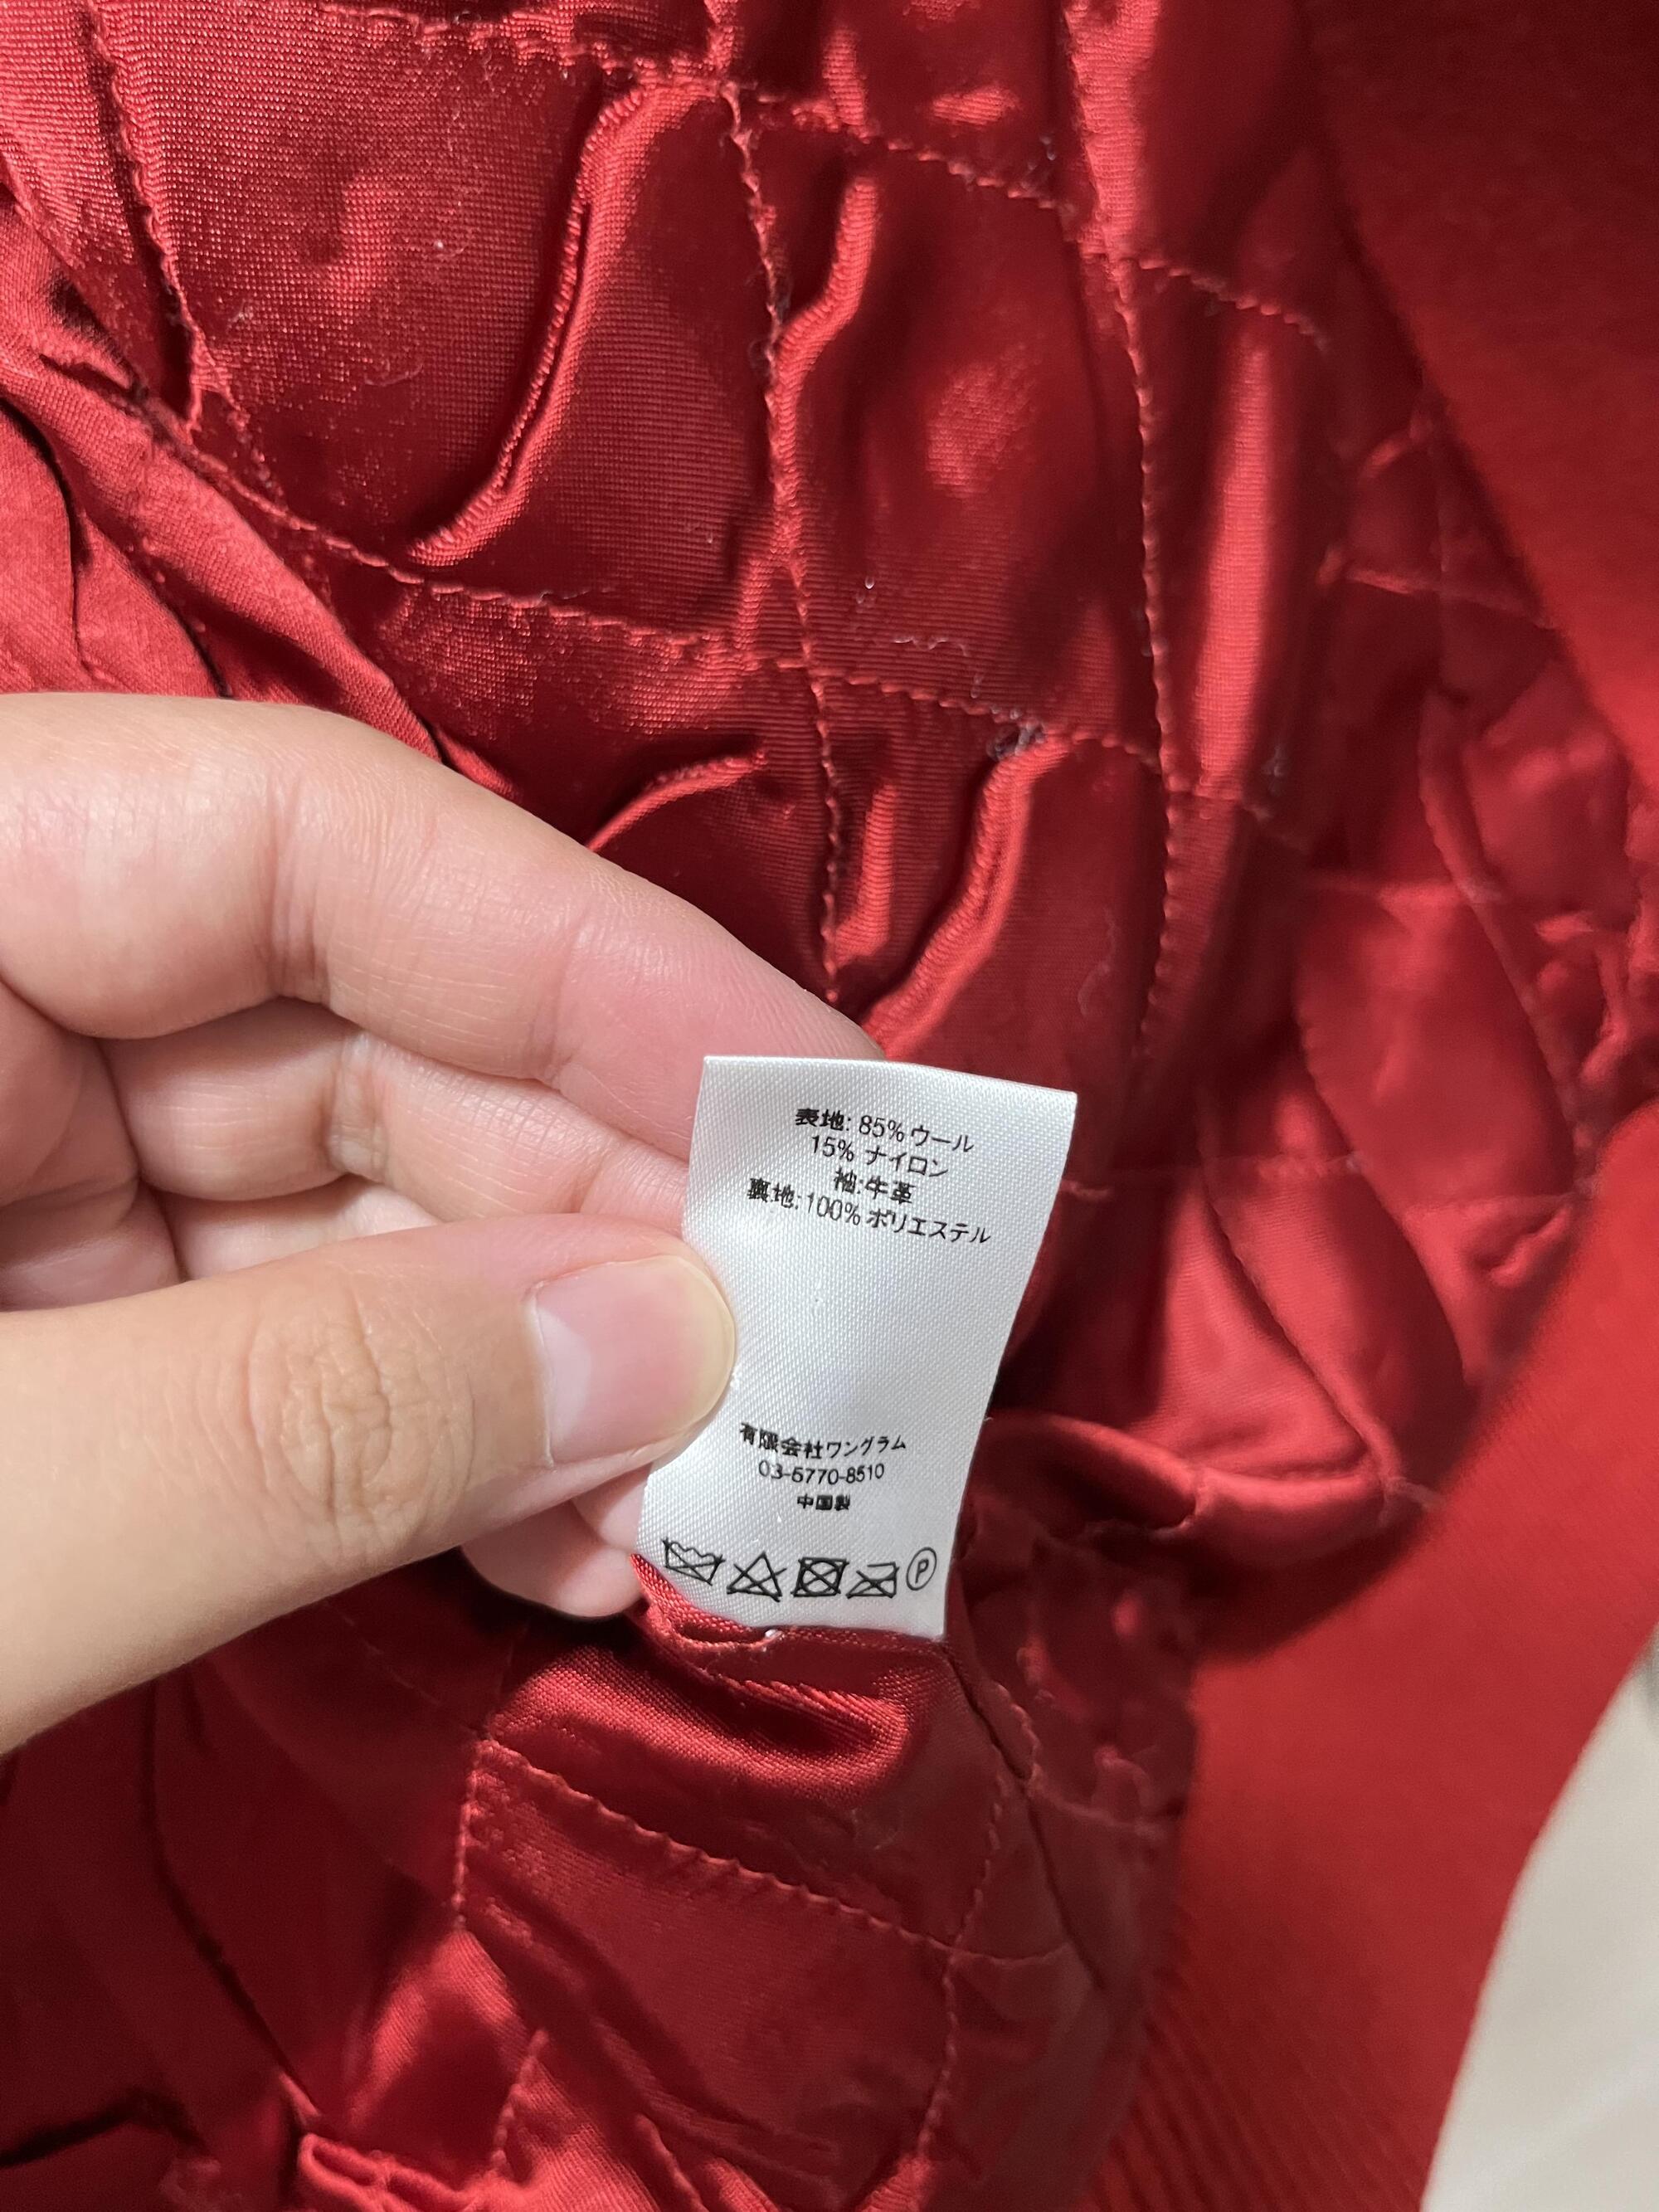 表地: 85%ウール
15% ナイロン
袖:牛革
裏地:100%ポリエステル
有限会社ワングラム
03-5770-8510
中国製
P